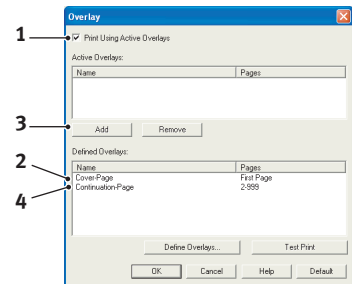 Overlay
1
Print Using Active Overlays
Active Overlays:
Name Pages
3
Add Remove
Defined Overlays:
Name Pages
2
Cover-Page First Page
4
Continuation-Page 2-999
Define Overlays... Test Print
OK Cancel Help Default